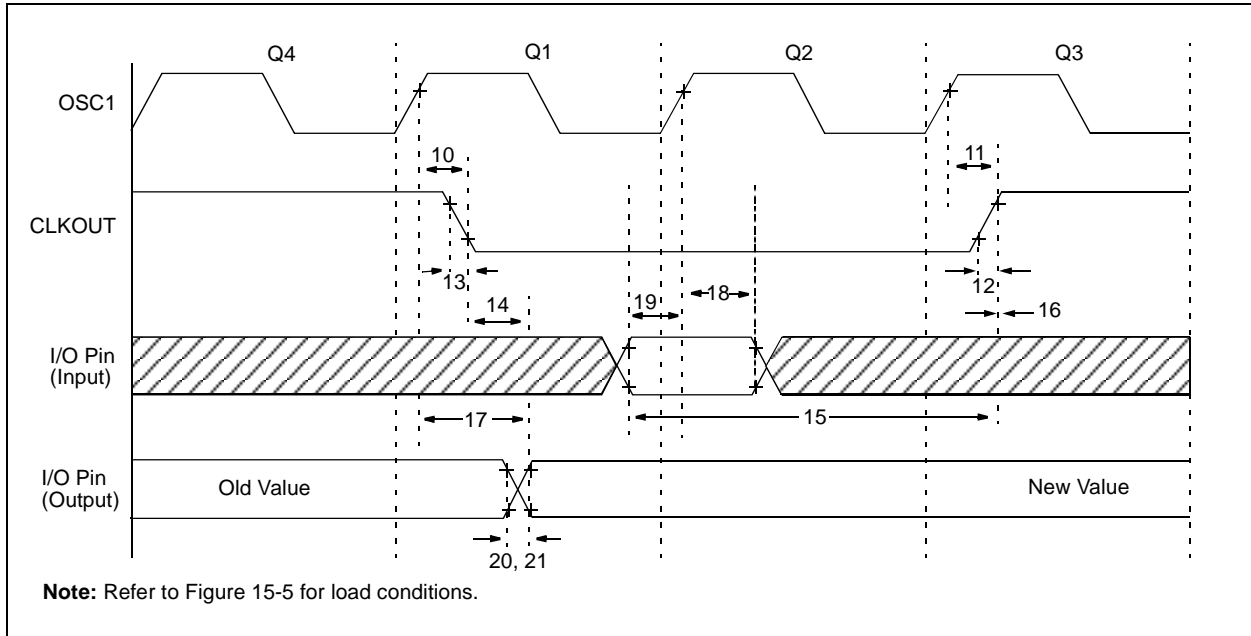 Q4 Q1 Q2 Q3
OSC1
10 11
CLKOUT
13 12
19 18
14 16
I/O Pin
(Input)
17 15
I/O Pin
(Output)
Old Value New Value
20, 21
Note: Refer to Figure 15-5 for load conditions.